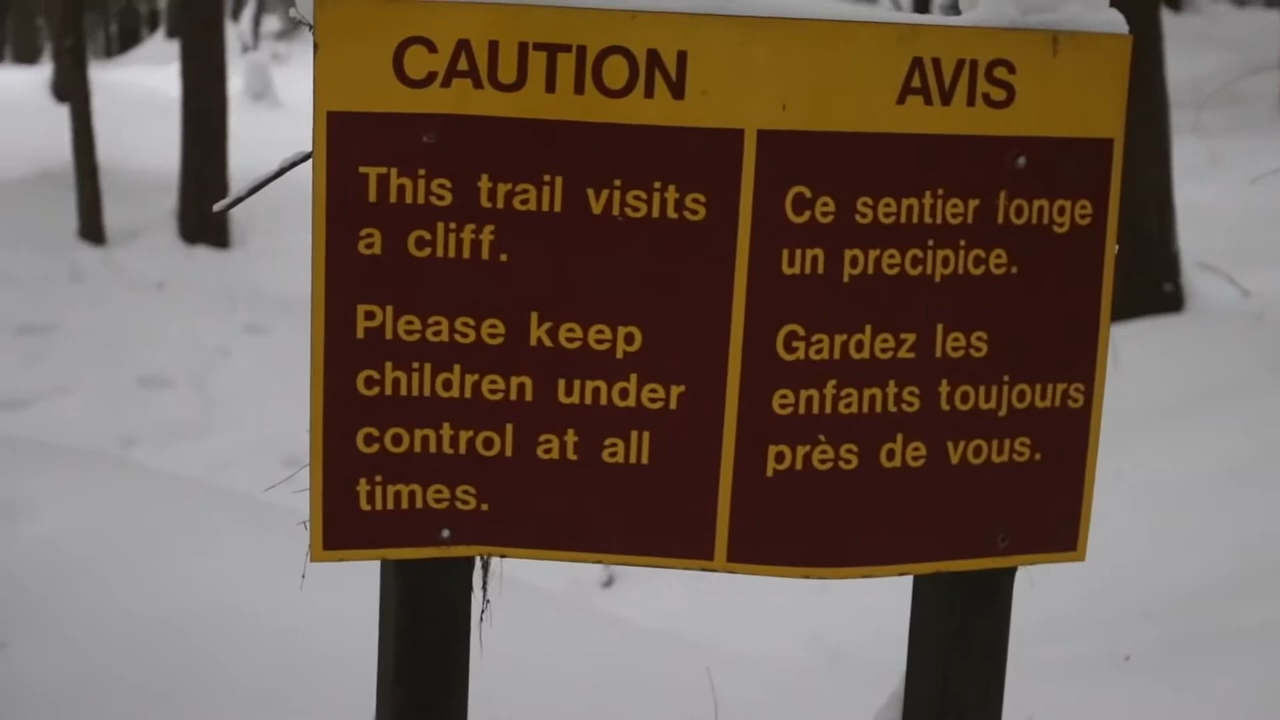 CAUTION
This trail visits
a cliff.
Please keep
children under
control at all
times.
AVIS
Ce sentier longe
un precipice.
Gardez les
enfants toujours
près de vous.